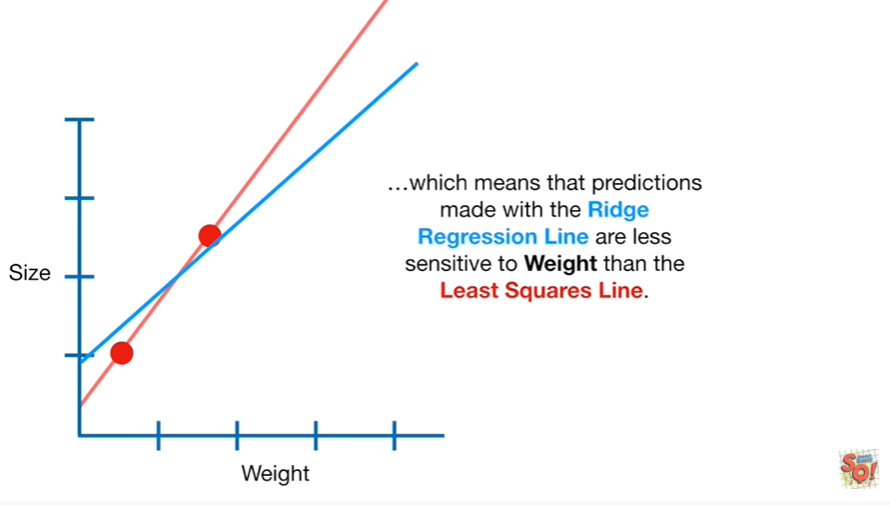 …which means that predictions
made with the Ridge
Regression Line are less
sensitive to Weight than the
Least Squares Line.
Size
Weight
SO!